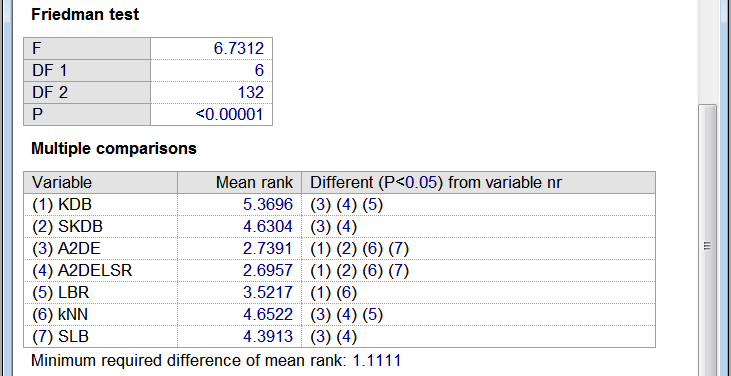 Friedman test
F 6.7312
DF 1 6
DF 2 132
P <0.00001
Multiple comparisons
Variable Mean rank Different (P<0.05) from variable nr
(1) KDB 5.3696 (3) (4) (5)
(2) SKDB 4.6304 (3) (4)
(3) A2DE 2.7391 (1) (2) (6) (7)
(4) A2DELSR 2.6957 (1) (2) (6) (7)
(5) LBR 3.5217 (1) (6)
(6) kNN 4.6522 (3) (4) (5)
(7) SLB 4.3913 (3) (4)
Minimum required difference of mean rank: 1.1111